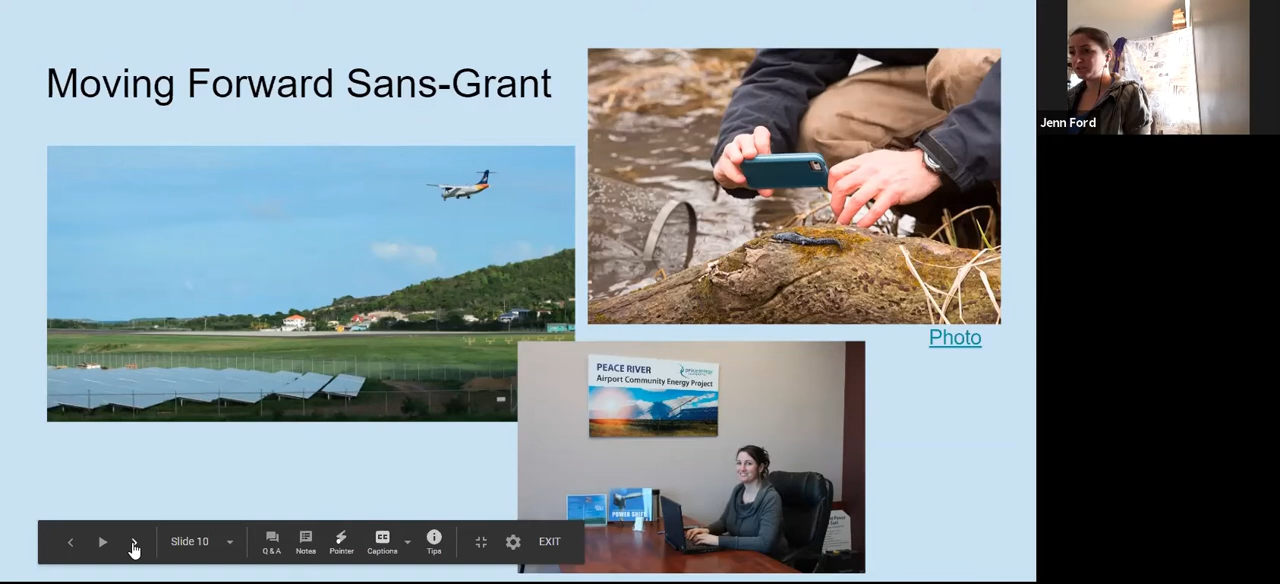 Moving Forward Sans-Grant
Jenn Ford
Photo
PEACE RIVER
Airport Community Energy Project
POWER SHIFT
Slide 10
Q & A
Notes
Pointer
Captions
Tips
EXIT